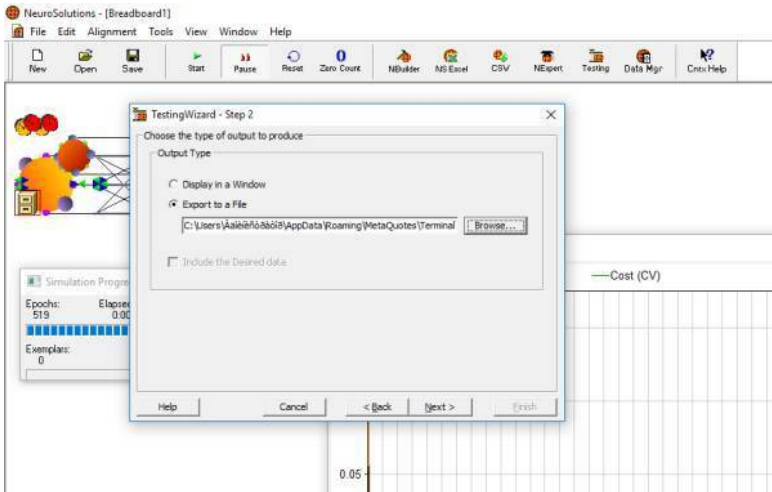 NeuroSolutions - [Breadboard1]
File Edit Alignment Tools View Window Help
New Open Save Start Pause Reset Zero Count NBuilder NS Excel CSV NExpert Testing Data Mgr Cntx Help
TestingWizard - Step 2
Choose the type of output to produce
Output Type
Display in a Window
Export to a File
C:\Users\Àäìèíèñòðàòîð\AppData\Roaming\MetaQuotes\Terminal
Browse...
Include the Desired data
Simulation Progre
Epochs: Elapse
519 0:00
Exemplars:
0
Cost (CV)
Help Cancel < Back Next > Finish
0.05